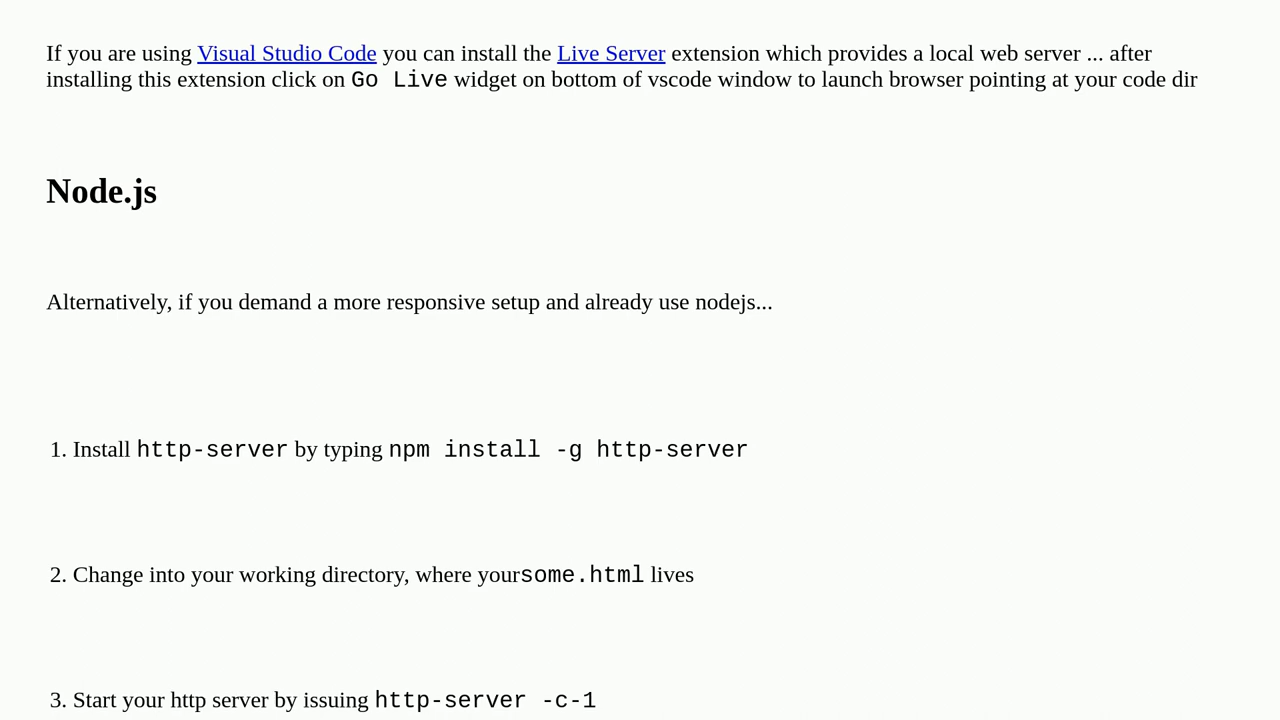 If you are using Visual Studio Code you can install the Live Server extension which provides a local web server ... after
installing this extension click on Go Live widget on bottom of vscode window to launch browser pointing at your code dir
Node.js
Alternatively, if you demand a more responsive setup and already use nodejs...
1. Install http-server by typing npm install -g http-server
2. Change into your working directory, where yoursome.html lives
3. Start your http server by issuing http-server -c-1